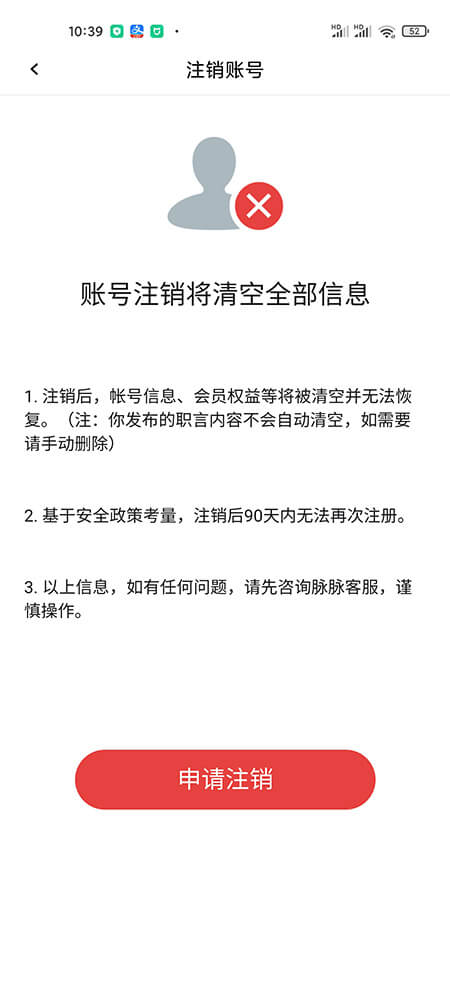 10:39
HD HD 52
注销账号
账号注销将清空全部信息
1. 注销后，帐号信息、会员权益等将被清空并无法恢
复。（注：你发布的职言内容不会自动清空，如需要
请手动删除）
2. 基于安全政策考量，注销后90天内无法再次注册。
3. 以上信息，如有任何问题，请先咨询脉脉客服，谨
慎操作。
申请注销